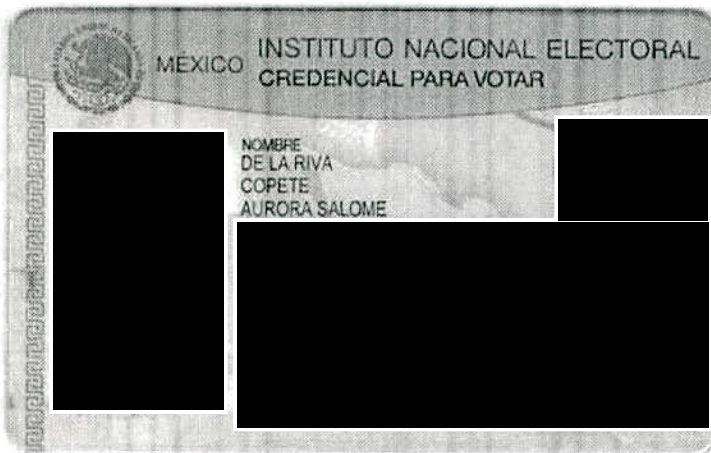 MÉXICO
INSTITUTO NACIONAL ELECTORAL
CREDENCIAL PARA VOTAR
NOMBRE
DE LA RIVA
COPETE
AURORA SALOME